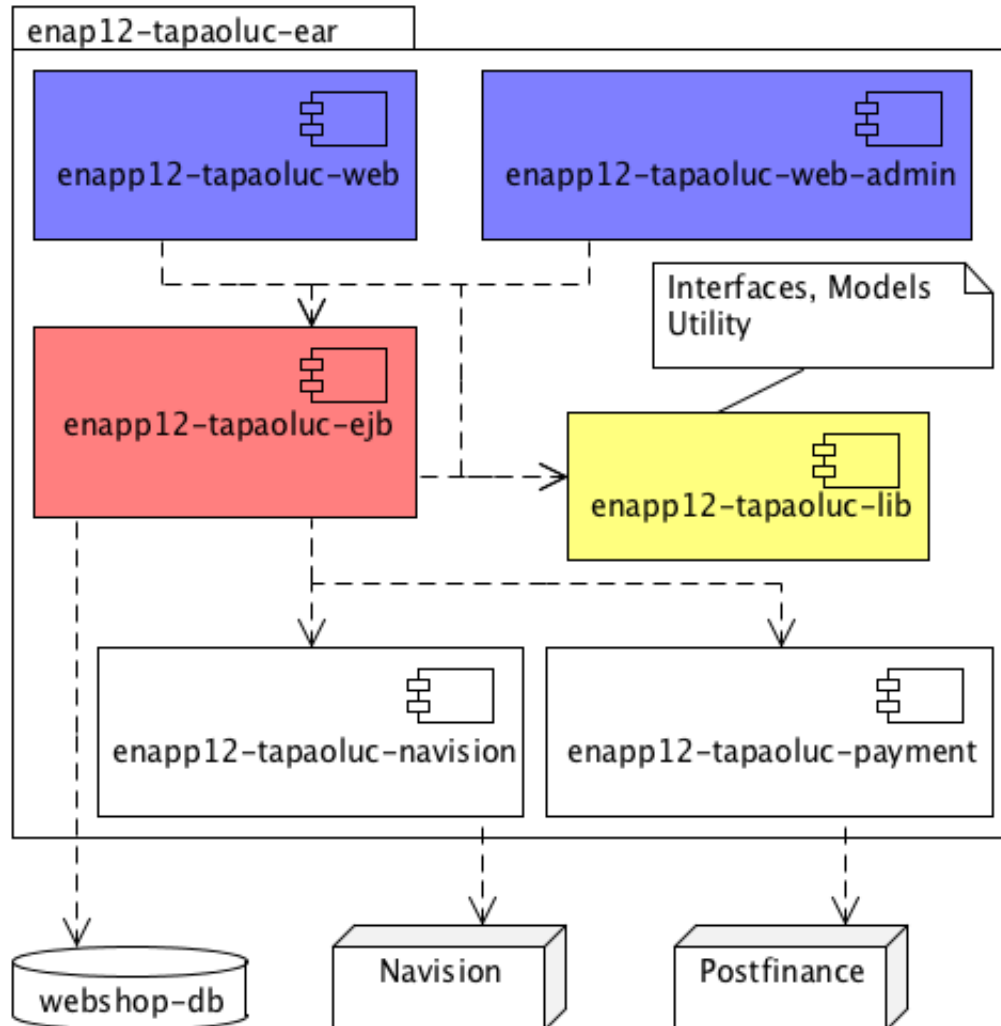 enap12-tapaoluc-ear
enapp12-tapaoluc-web
enapp12-tapaoluc-web-admin
Interfaces, Models
Utility
enapp12-tapaoluc-ejb
enapp12-tapaoluc-lib
enapp12-tapaoluc-navision
enapp12-tapaoluc-payment
webshop-db
Navision
Postfinance